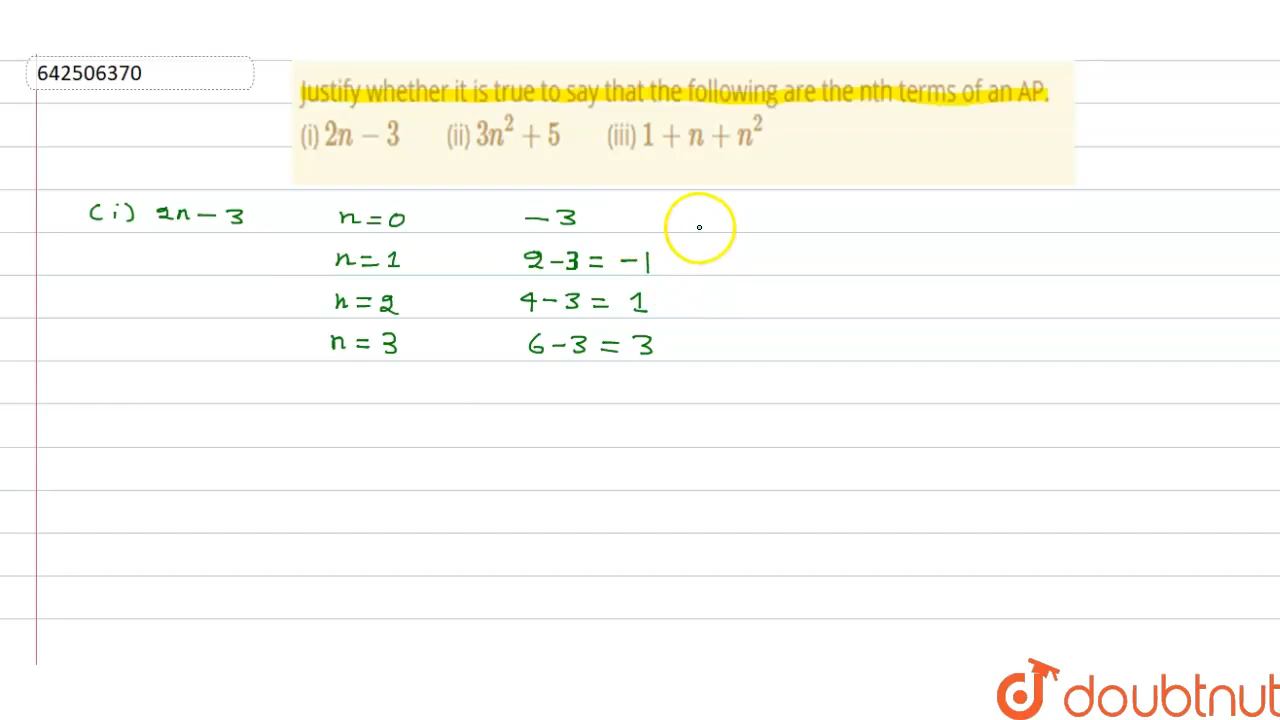 642506370
Justify whether it is true to say that the following are the nth terms of an AP.
(i) 2n − 3 (ii) 3n² + 5 (iii) 1 + n + n²
(i) 2n − 3 n = 0 − 3
n = 1 2 − 3 = − 1
n = 2 4 − 3 = 1
n = 3 6 − 3 = 3
doubtnut